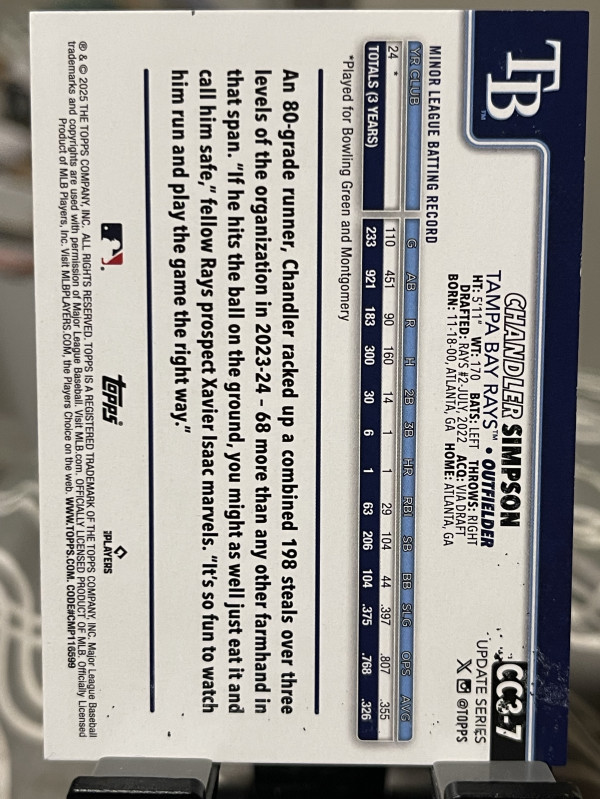 TB™
CHANDLER SIMPSON
TAMPA BAY RAYS™ • OUTFIELDER
HT: 5'11" WT: 170 BATS: LEFT THROWS: RIGHT
DRAFTED: RAYS #2-JULY, 2022 ACQ: VIA DRAFT
BORN: 11-18-00 ATLANTA, GA HOME: ATLANTA, GA
CC3-7
UPDATE SERIES
@TOPPS
MINOR LEAGUE BATTING RECORD
YR CLUB G AB R H 2B 3B HR RBI SB BB SLG OPS AVG
24 * 110 451 90 160 14 1 1 29 104 44 .397 .807 .355
TOTALS (3 YEARS) 233 921 183 300 30 6 1 63 206 104 .375 .768 .326
*Played for Bowling Green and Montgomery
An 80-grade runner, Chandler racked up a combined 198 steals over three
levels of the organization in 2023-24 – 68 more than any other farmhand in
that span. "If he hits the ball on the ground, you might as well just eat it and
call him safe," fellow Rays prospect Xavier Isaac marvels. "It's so fun to watch
him run and play the game the right way."
topps
PLAYERS
® & © 2025 THE TOPPS COMPANY, INC. ALL RIGHTS RESERVED. TOPPS IS A REGISTERED TRADEMARK OF THE TOPPS COMPANY, INC. Major League Baseball
trademarks and copyrights are used with permission of Major League Baseball. Visit MLB.com. OFFICIALLY LICENSED PRODUCT OF MLB. Officially Licensed
Product of MLB Players, Inc. Visit MLBPLAYERS.COM, the Players Choice on the web. WWW.TOPPS.COM. CODE#CMP116599